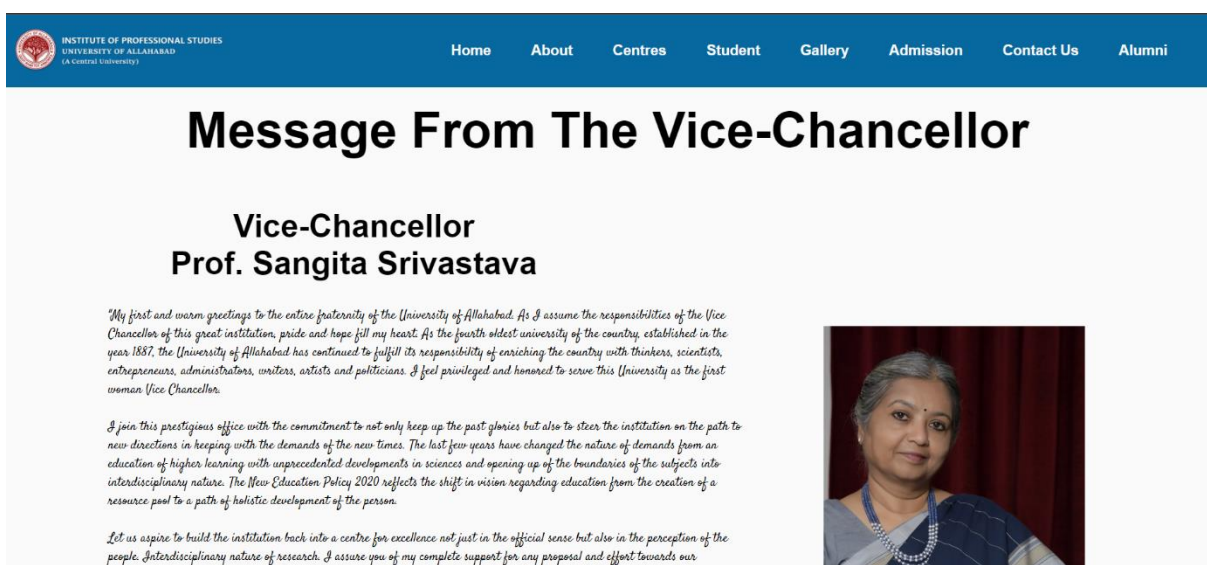 INSTITUTE OF PROFESSIONAL STUDIES
UNIVERSITY OF ALLAHABAD
(A Central University)
Home About Centres Student Gallery Admission Contact Us Alumni
Message From The Vice-Chancellor
Vice-Chancellor
Prof. Sangita Srivastava
"My first and warm greetings to the entire fraternity of the University of Allahabad. As I assume the responsibilities of the Vice
Chancellor of this great institution, pride and hope fill my heart. As the fourth oldest university of the country, established in the
year 1887, the University of Allahabad has continued to fulfill its responsibility of enriching the country with thinkers, scientists,
entrepreneurs, administrators, writers, artists and politicians. I feel privileged and honored to serve this University as the first
woman Vice Chancellor.
I join this prestigious office with the commitment to not only keep up the past glories but also to steer the institution on the path to
new directions in keeping with the demands of the new times. The last few years have changed the nature of demands from an
education of higher learning with unprecedented developments in sciences and opening up of the boundaries of the subjects into
interdisciplinary nature. The New Education Policy 2020 reflects the shift in vision regarding education from the creation of a
resource pool to a path of holistic development of the person.
Let us aspire to build the institution back into a centre for excellence not just in the official sense but also in the perception of the
people. Interdisciplinary nature of research. I assure you of my complete support for any proposal and effort towards our